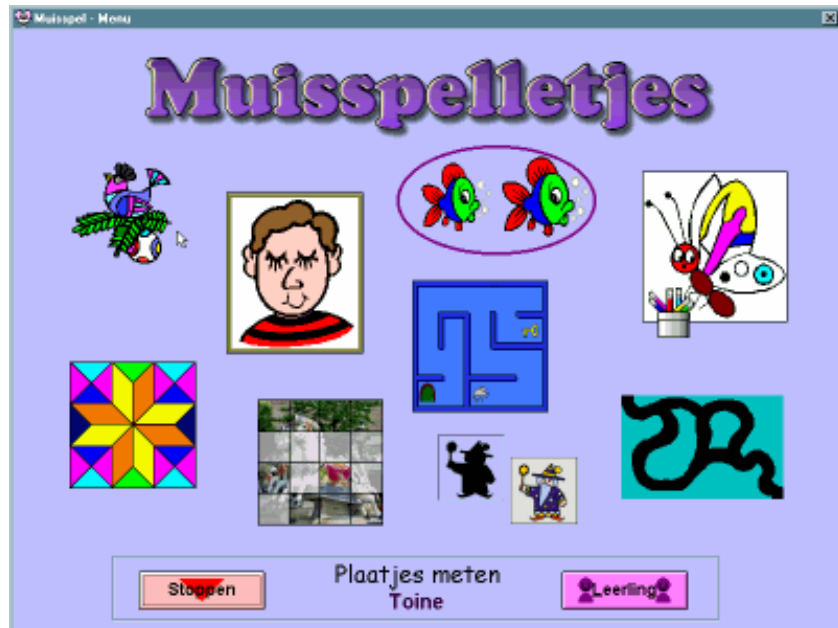 Muisspel - Menu
Muisspelletjes
Stoppen
Plaatjes meten
Toine
Leerling